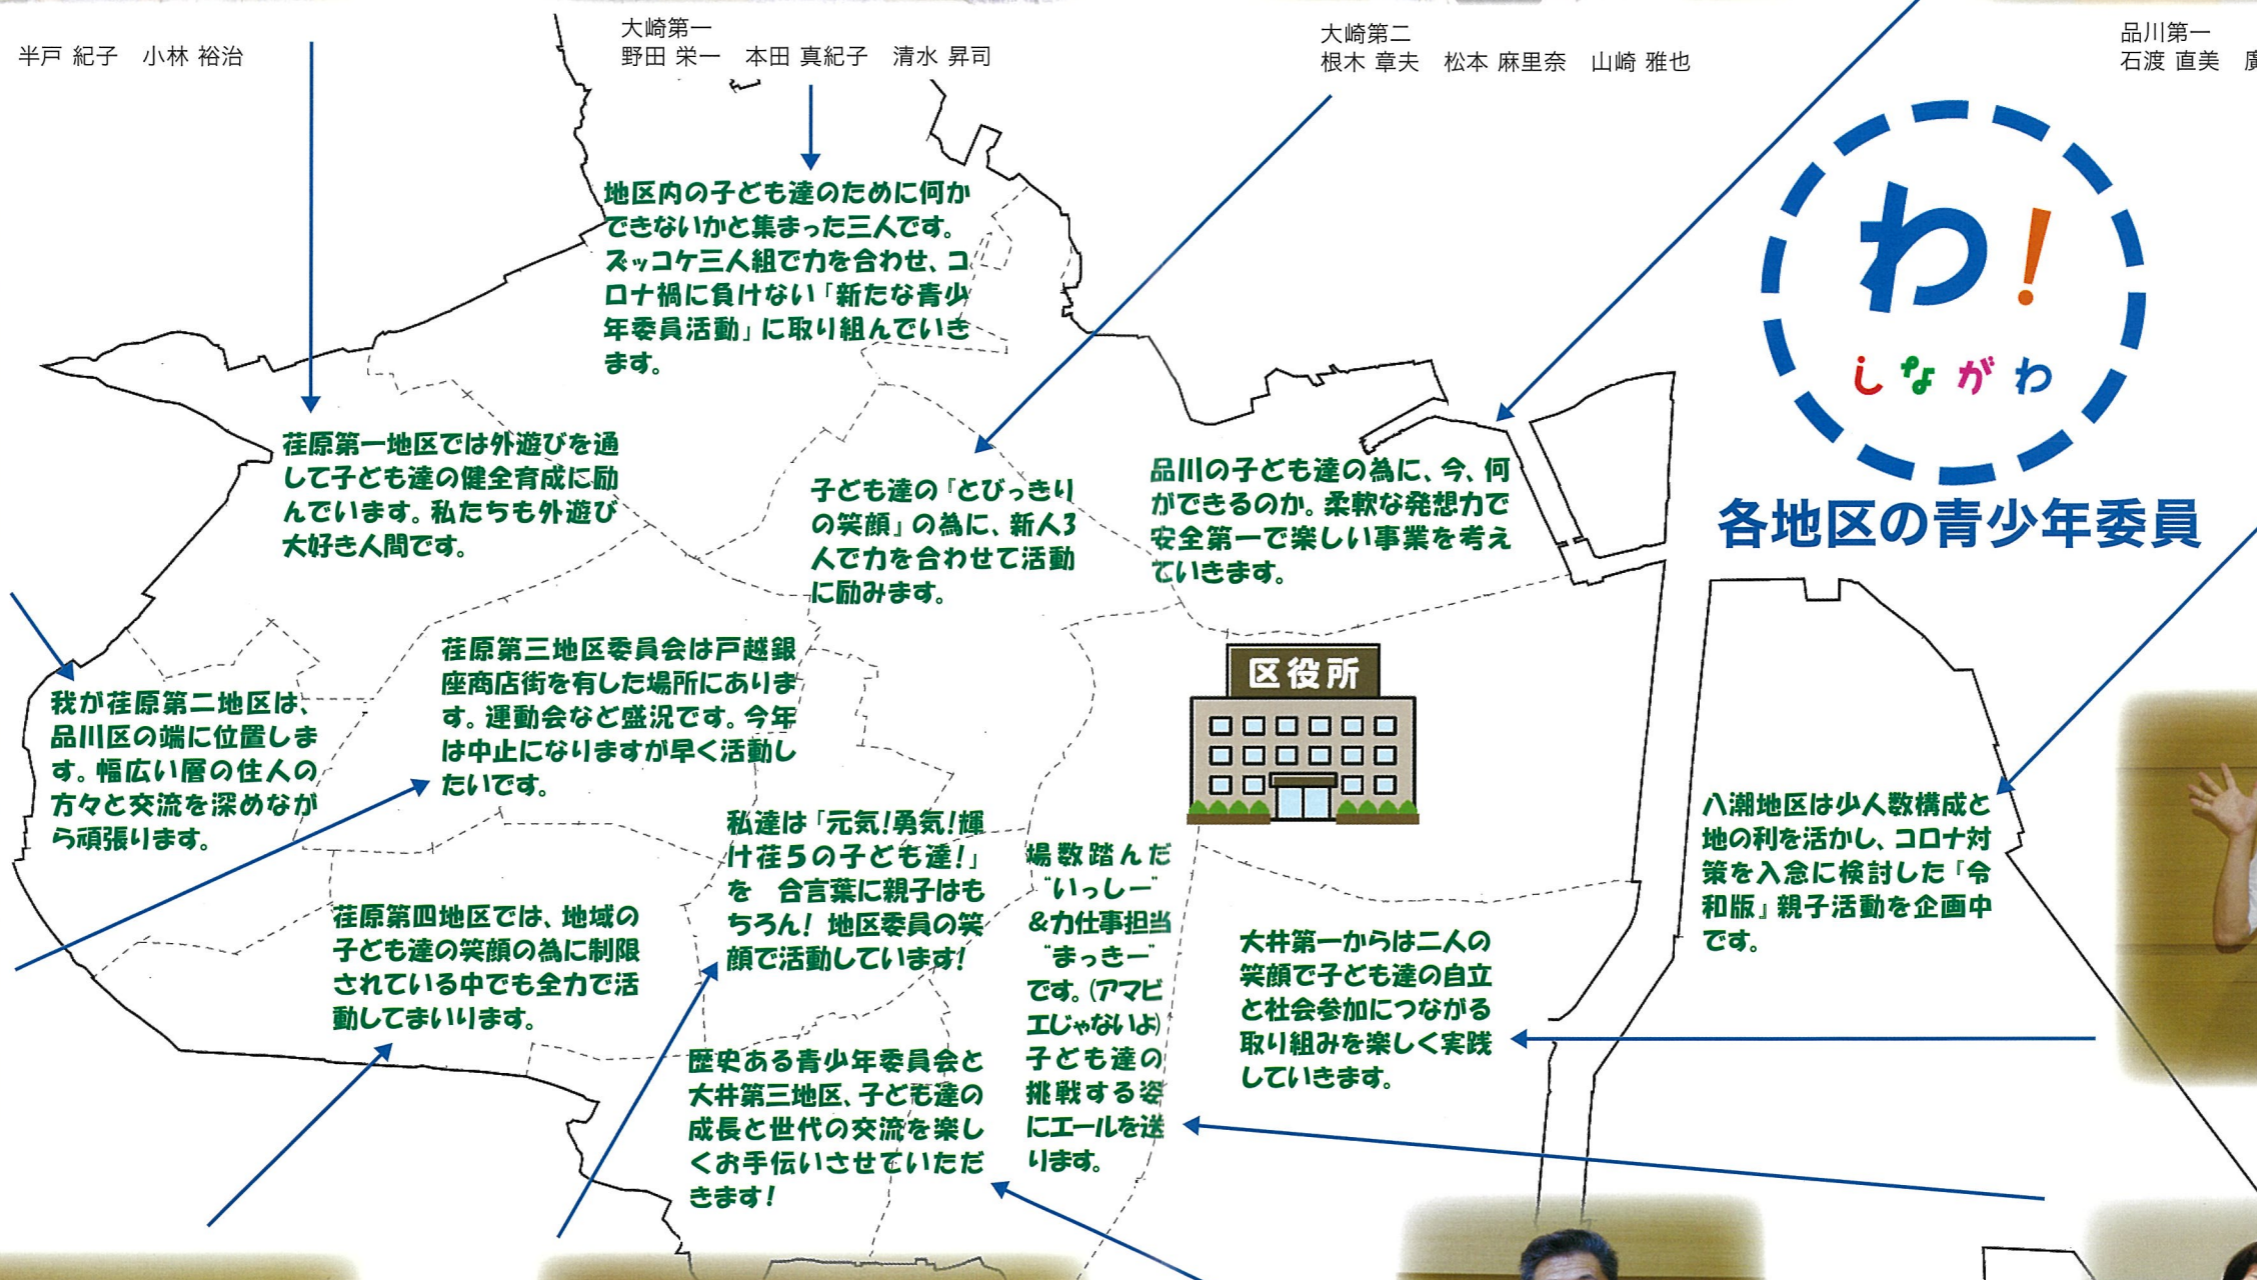 半戸 紀子　小林 裕治
大崎第一
野田 栄一　本田 真紀子　清水 昇司
大崎第二
根木 章夫　松本 麻里奈　山崎 雅也
品川第一
石渡 直美
わ！
しながわ
各地区の青少年委員
地区内の子ども達のために何か
できないかと集まった三人です。
ズッコケ三人組で力を合わせ、コ
ロナ禍に負けない「新たな青少
年委員活動」に取り組んでいき
ます。
荏原第一地区では外遊びを通
して子ども達の健全育成に励
んでいます。私たちも外遊び
大好き人間です。
子ども達の『とびっきり
の笑顔』の為に、新人3
人で力を合わせて活動
に励みます。
品川の子ども達の為に、今、何
ができるのか。柔軟な発想力で
安全第一で楽しい事業を考え
ていきます。
荏原第三地区委員会は戸越銀
座商店街を有した場所にありま
す。運動会など盛況です。今年
は中止になりますが早く活動し
たいです。
区役所
我が荏原第二地区は、
品川区の端に位置しま
す。幅広い層の住人の
方々と交流を深めなが
ら頑張ります。
八潮地区は少人数構成と
地の利を活かし、コロナ対
策を入念に検討した『令
和版』親子活動を企画中
です。
私達は「元気！勇気！輝
け荏５の子ども達！」
を　合言葉に親子はも
ちろん！ 地区委員の笑
顔で活動しています！
場数踏んだ
“いっしー”
＆力仕事担当
“まっきー”
です。（アマビ
エじゃないよ）
子ども達の
挑戦する姿
にエールを送
ります。
荏原第四地区では、地域の
子ども達の笑顔の為に制限
されている中でも全力で活
動してまいります。
大井第一からは二人の
笑顔で子ども達の自立
と社会参加につながる
取り組みを楽しく実践
していきます。
歴史ある青少年委員会と
大井第三地区、子ども達の
成長と世代の交流を楽し
くお手伝いさせていただ
きます！